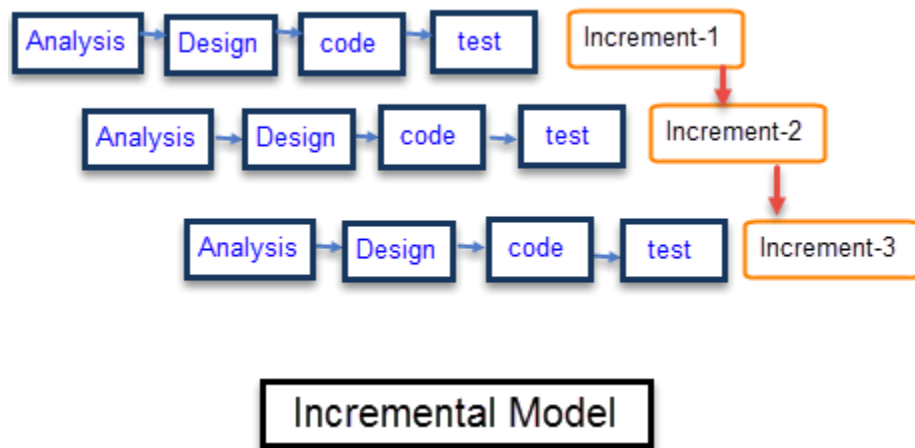 Analysis Design code test Increment-1
Analysis Design code test Increment-2
Analysis Design code test Increment-3
Incremental Model